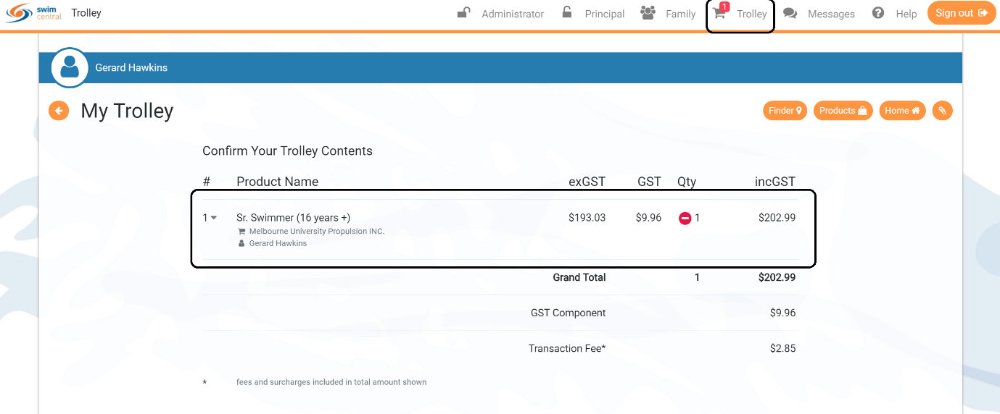 swim central Trolley Administrator Principal Family 1 Trolley Messages Help Sign out
Gerard Hawkins
My Trolley Finder Products Home
Confirm Your Trolley Contents
# Product Name exGST GST Qty incGST
1 Sr. Swimmer (16 years +) $193.03 $9.96 1 $202.99
Melbourne University Propulsion INC.
Gerard Hawkins
Grand Total 1 $202.99
GST Component $9.96
Transaction Fee* $2.85
* fees and surcharges included in total amount shown